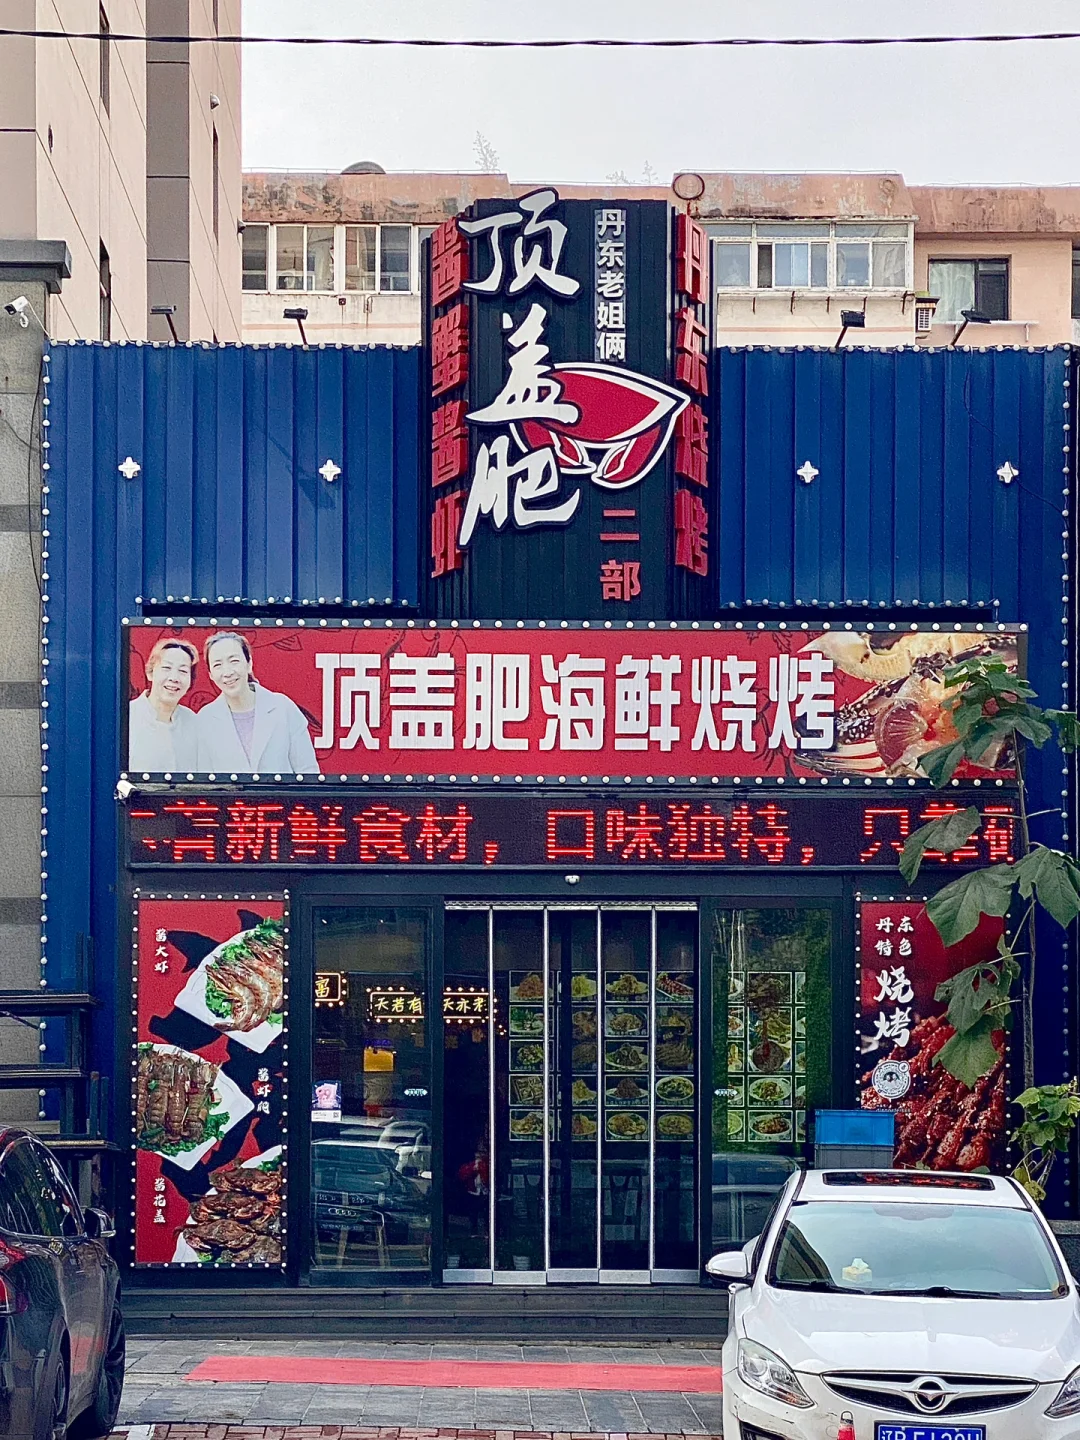 顶盖肥
丹东老姐俩
二部
酱蟹酱虾
丹东烧烤
顶盖肥海鲜烧烤
新鲜食材，口味独特，只
酱大虾
酱虾爬
酱花盖
丹东
特色
烧烤
天若有
天亦老